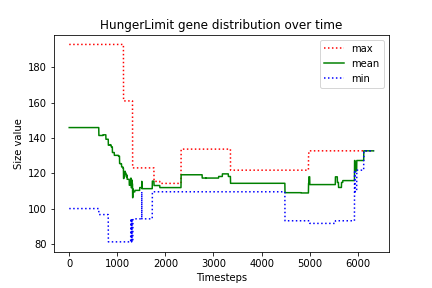 HungerLimit gene distribution over time
max
mean
min
Size value
180
160
140
120
100
80
0 1000 2000 3000 4000 5000 6000
Timesteps